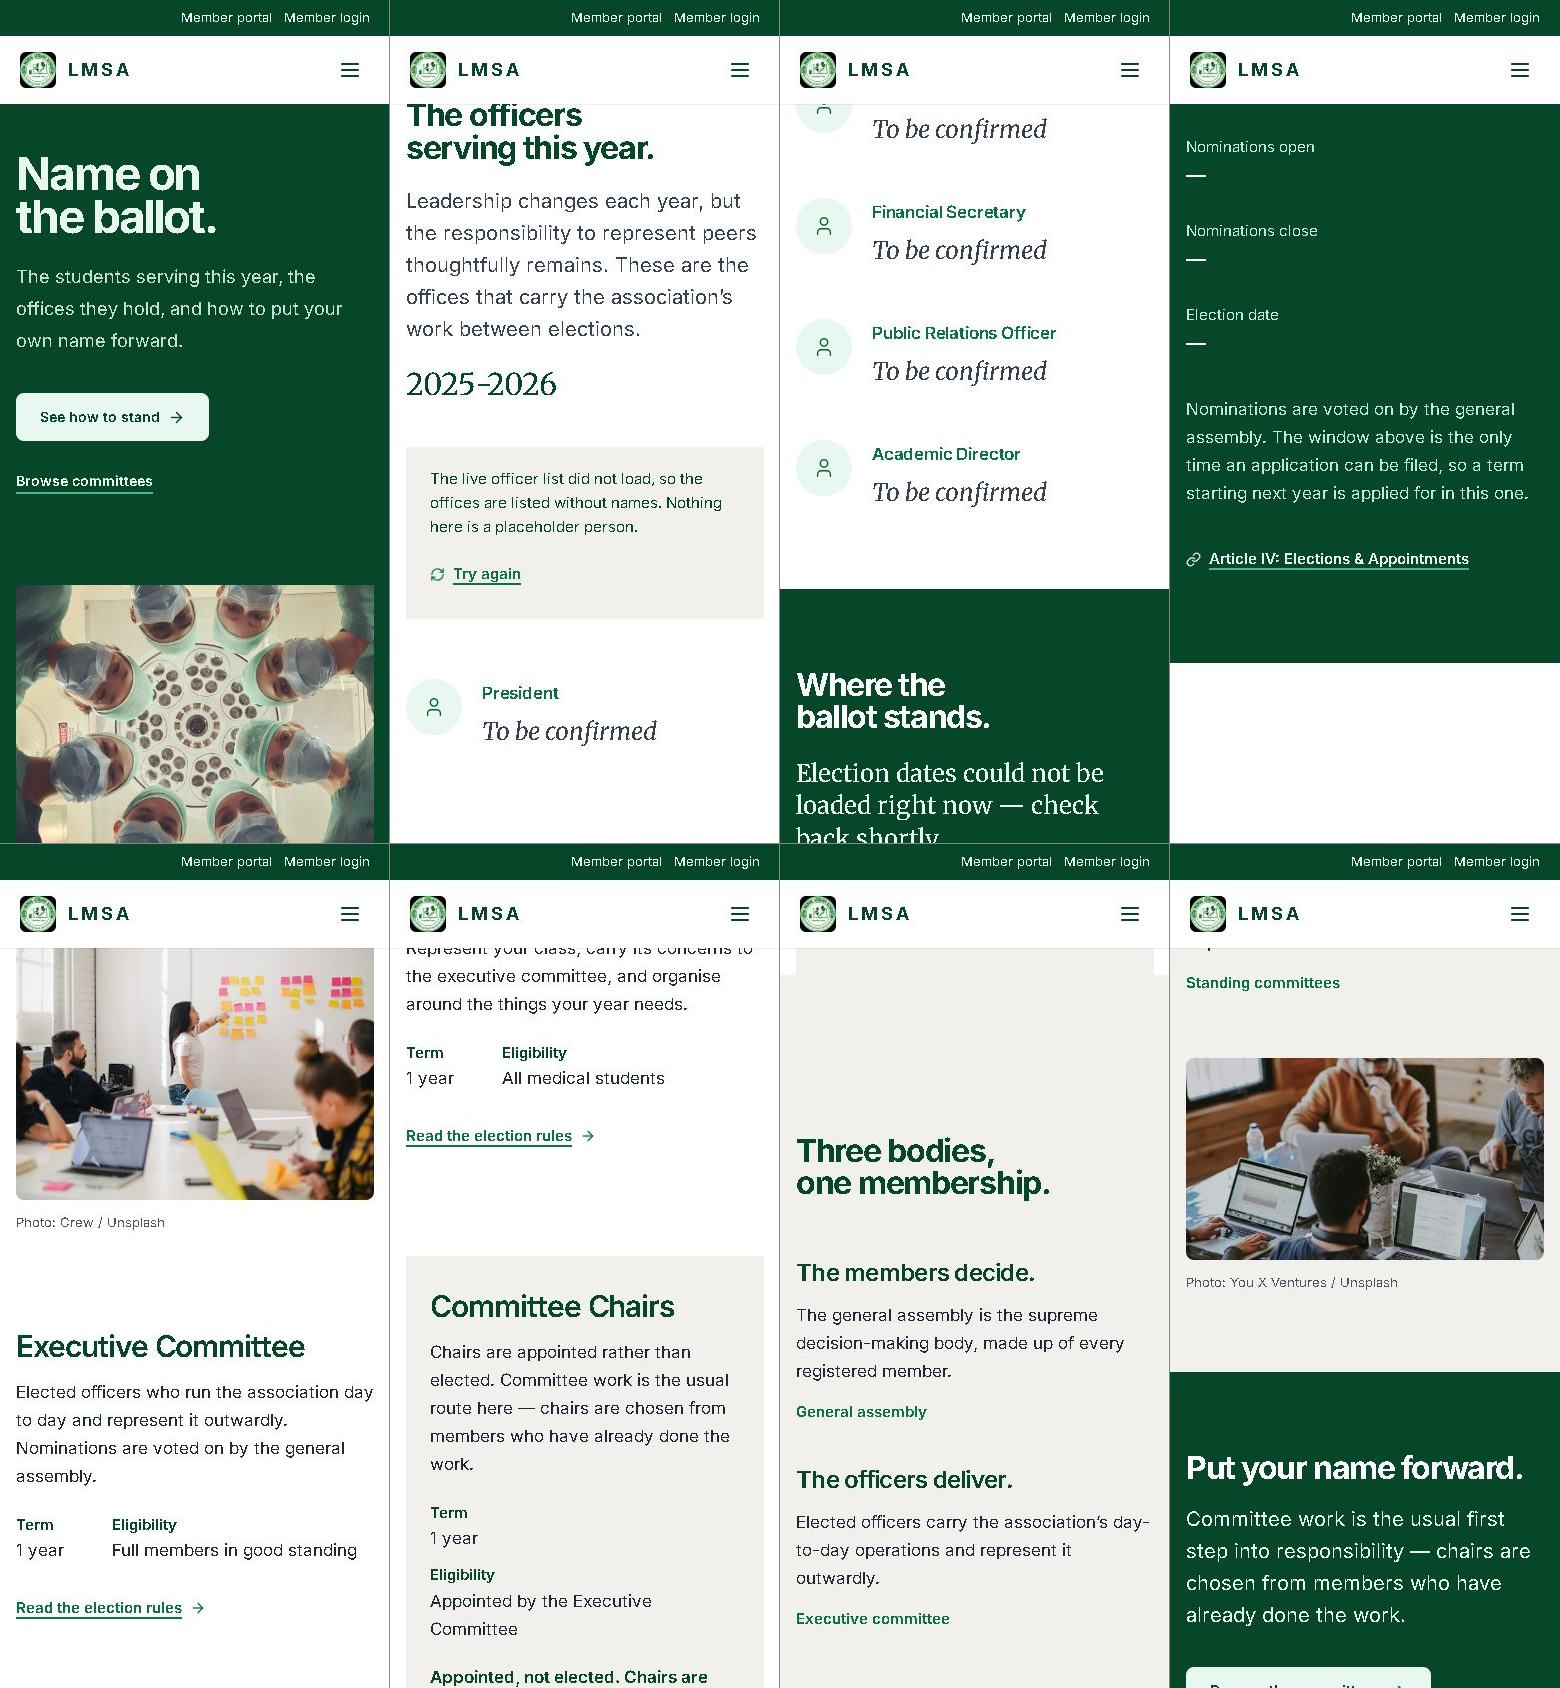 Member portal Member login
LMSA
Name on
the ballot.
The students serving this year, the
offices they hold, and how to put your
own name forward.
See how to stand
Browse committees
Member portal Member login
LMSA
The officers
serving this year.
Leadership changes each year, but
the responsibility to represent peers
thoughtfully remains. These are the
offices that carry the association’s
work between elections.
2025–2026
The live officer list did not load, so the
offices are listed without names. Nothing
here is a placeholder person.
Try again
President
To be confirmed
Member portal Member login
LMSA
To be confirmed
Financial Secretary
To be confirmed
Public Relations Officer
To be confirmed
Academic Director
To be confirmed
Where the
ballot stands.
Election dates could not be
loaded right now — check
back shortly
Member portal Member login
LMSA
Nominations open
—
Nominations close
—
Election date
—
Nominations are voted on by the general
assembly. The window above is the only
time an application can be filed, so a term
starting next year is applied for in this one.
Article IV: Elections & Appointments
Member portal Member login
LMSA
Photo: Crew / Unsplash
Executive Committee
Elected officers who run the association day
to day and represent it outwardly.
Nominations are voted on by the general
assembly.
Term Eligibility
1 year Full members in good standing
Read the election rules
Member portal Member login
LMSA
Represent your class, carry its concerns to
the executive committee, and organise
around the things your year needs.
Term Eligibility
1 year All medical students
Read the election rules
Committee Chairs
Chairs are appointed rather than
elected. Committee work is the usual
route here — chairs are chosen from
members who have already done the
work.
Term
1 year
Eligibility
Appointed by the Executive
Committee
Appointed, not elected. Chairs are
Member portal Member login
LMSA
Three bodies,
one membership.
The members decide.
The general assembly is the supreme
decision-making body, made up of every
registered member.
General assembly
The officers deliver.
Elected officers carry the association’s day-
to-day operations and represent it
outwardly.
Executive committee
Member portal Member login
LMSA
Standing committees
Photo: You X Ventures / Unsplash
Put your name forward.
Committee work is the usual first
step into responsibility — chairs are
chosen from members who have
already done the work.